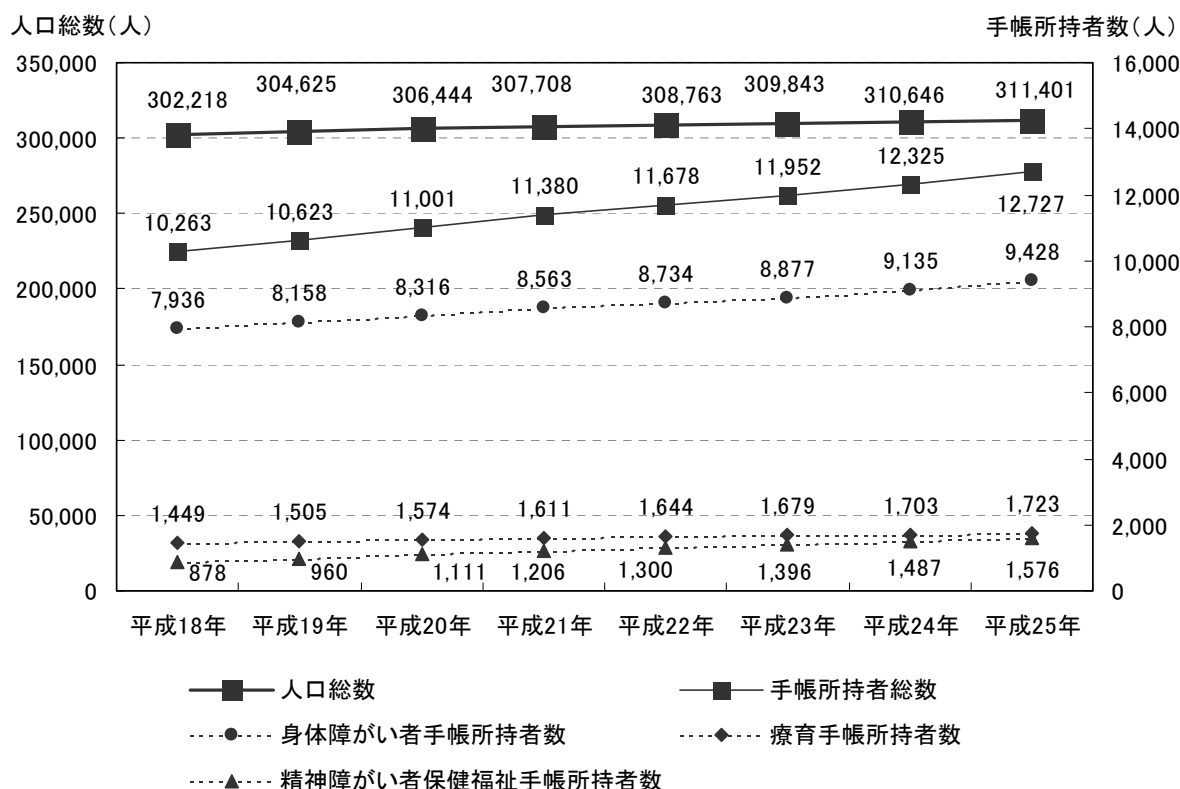 人口総数(人)
手帳所持者数(人)
350,000
300,000
250,000
200,000
150,000
100,000
50,000
0
16,000
14,000
12,000
10,000
8,000
6,000
4,000
2,000
0
302,218 304,625 306,444 307,708 308,763 309,843 310,646 311,401
10,263 10,623 11,001 11,380 11,678 11,952 12,325 12,727
7,936 8,158 8,316 8,563 8,734 8,877 9,135 9,428
1,449 1,505 1,574 1,611 1,644 1,679 1,703 1,723
878 960 1,111 1,206 1,300 1,396 1,487 1,576
平成18年 平成19年 平成20年 平成21年 平成22年 平成23年 平成24年 平成25年
人口総数
手帳所持者総数
身体障がい者手帳所持者数
療育手帳所持者数
精神障がい者保健福祉手帳所持者数